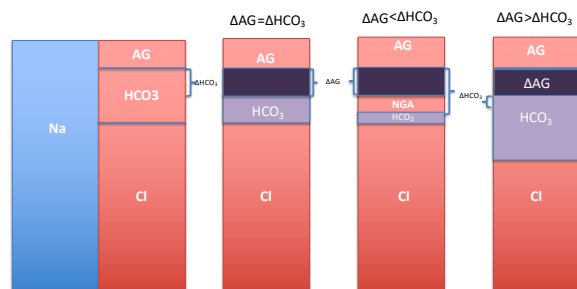 ΔAG=ΔHCO₃
ΔAG<ΔHCO₃
ΔAG>ΔHCO₃
Na
AG
HCO3
Cl
ΔHCO₃
AG
HCO₃
Cl
ΔAG
AG
NGA
HCO₃
Cl
ΔHCO₃
AG
ΔAG
HCO₃
Cl